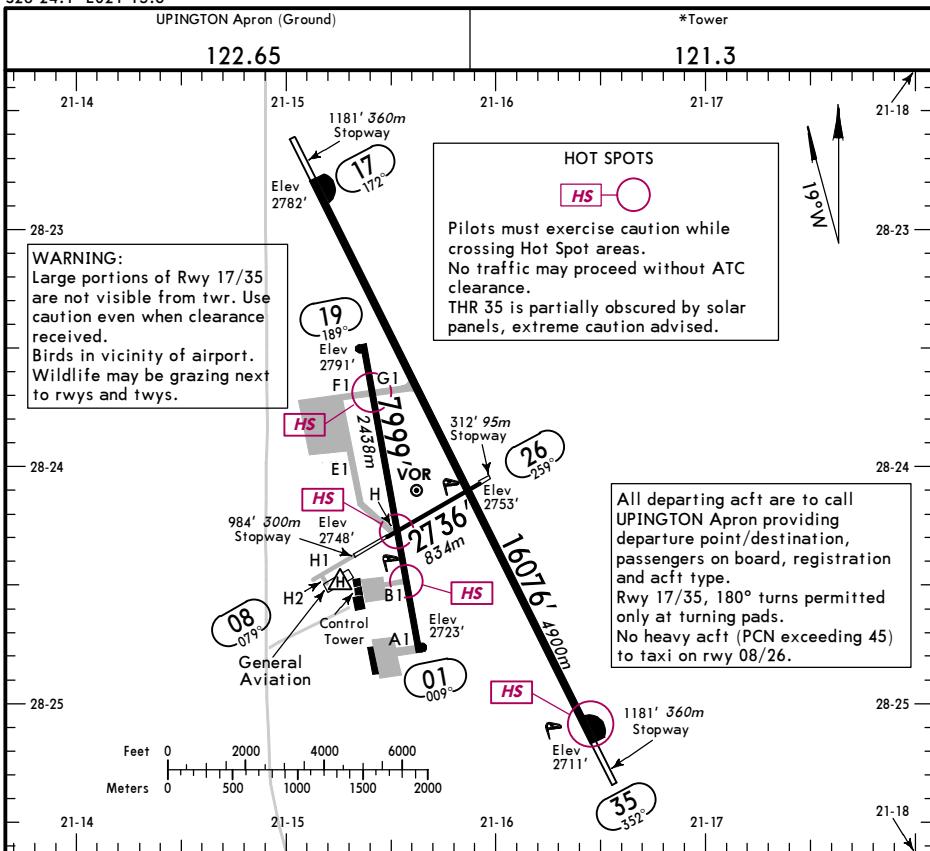 UPINGTON Apron (Ground)
122.65
*Tower
121.3
21-14
21-15
21-16
21-17
21-18
1181' 360m
Stopway
17
172°
Elev
2782'
HOT SPOTS
HS
Pilots must exercise caution while
crossing Hot Spot areas.
No traffic may proceed without ATC
clearance.
THR 35 is partially obscured by solar
panels, extreme caution advised.
19°W
28-23
28-23
WARNING:
Large portions of Rwy 17/35
are not visible from twr. Use
caution even when clearance
received.
Birds in vicinity of airport.
Wildlife may be grazing next
to rwys and twys.
19
189°
Elev
2791'
F1
G1
HS
7999'
2438m
E1
VOR
H
HS
312' 95m
Stopway
26
259°
Elev
2753'
28-24
28-24
984' 300m
Stopway
Elev
2748'
2736'
834m
H1
H2
H
B1
HS
08
079°
Control
Tower
General
Aviation
Elev
2723'
A1
01
009°
16076'
4900m
All departing acft are to call
UPINGTON Apron providing
departure point/destination,
passengers on board, registration
and acft type.
Rwy 17/35, 180° turns permitted
only at turning pads.
No heavy acft (PCN exceeding 45)
to taxi on rwy 08/26.
28-25
28-25
HS
1181' 360m
Stopway
Elev
2711'
35
352°
Feet 0 2000 4000 6000
Meters 0 500 1000 1500 2000
21-14
21-15
21-16
21-17
21-18